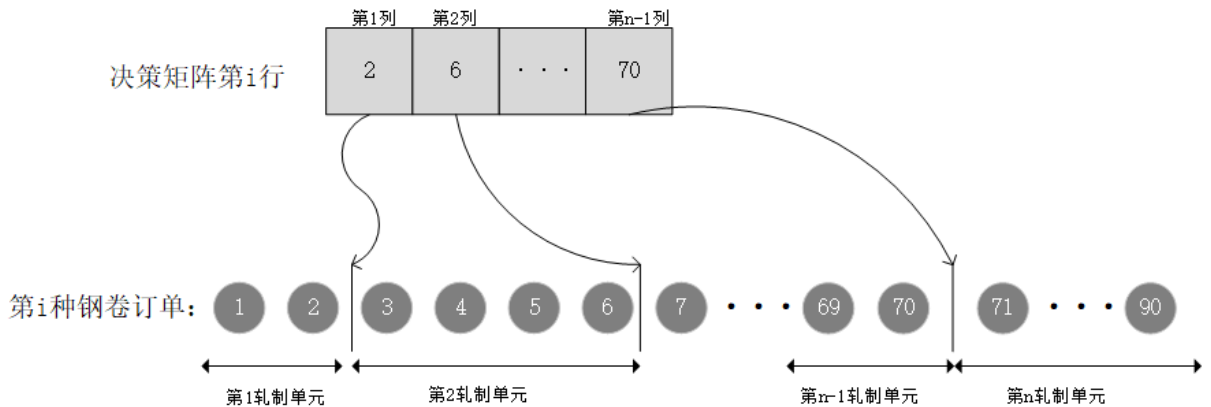 第1列 第2列 第n-1列
决策矩阵第i行 2 6 · · · 70
第i种钢卷订单: 1 2 3 4 5 6 7 · · · 69 70 71 · · · 90
第1轧制单元 第2轧制单元 第n-1轧制单元 第n轧制单元